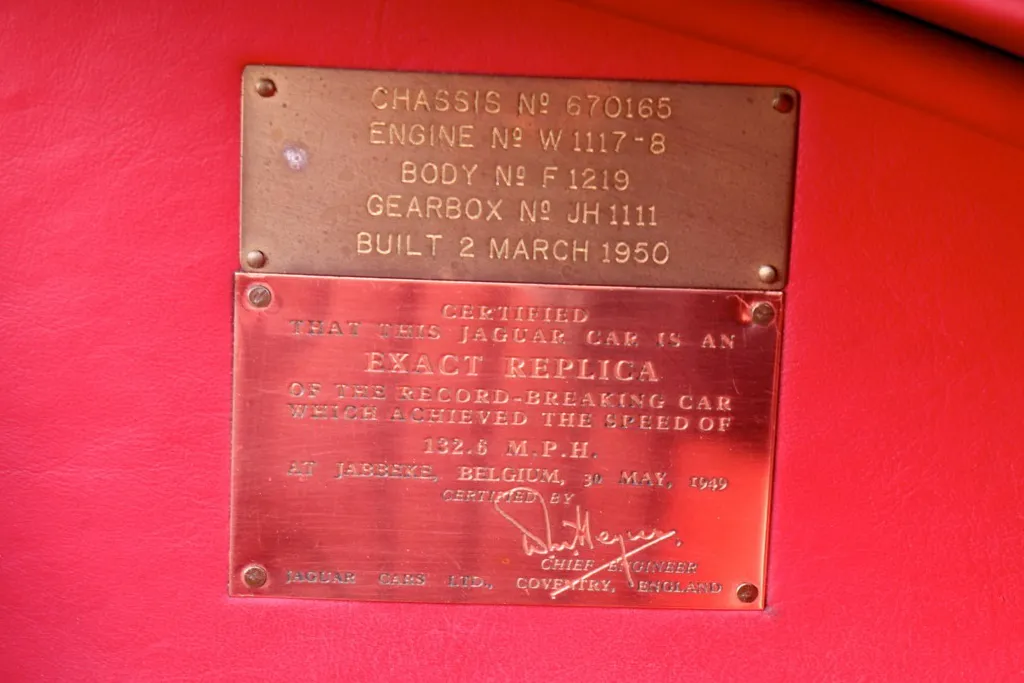 CHASSIS Nº 670165
ENGINE Nº W 1117-8
BODY Nº F 1219
GEARBOX Nº JH 1111
BUILT 2 MARCH 1950
CERTIFIED
THAT THIS JAGUAR CAR IS AN
EXACT REPLICA
OF THE RECORD-BREAKING CAR
WHICH ACHIEVED THE SPEED OF
132.6 M.P.H.
AT JABBEKE, BELGIUM, 30 MAY, 1949
CERTIFIED BY
CHIEF ENGINEER
JAGUAR CARS LTD., COVENTRY, ENGLAND